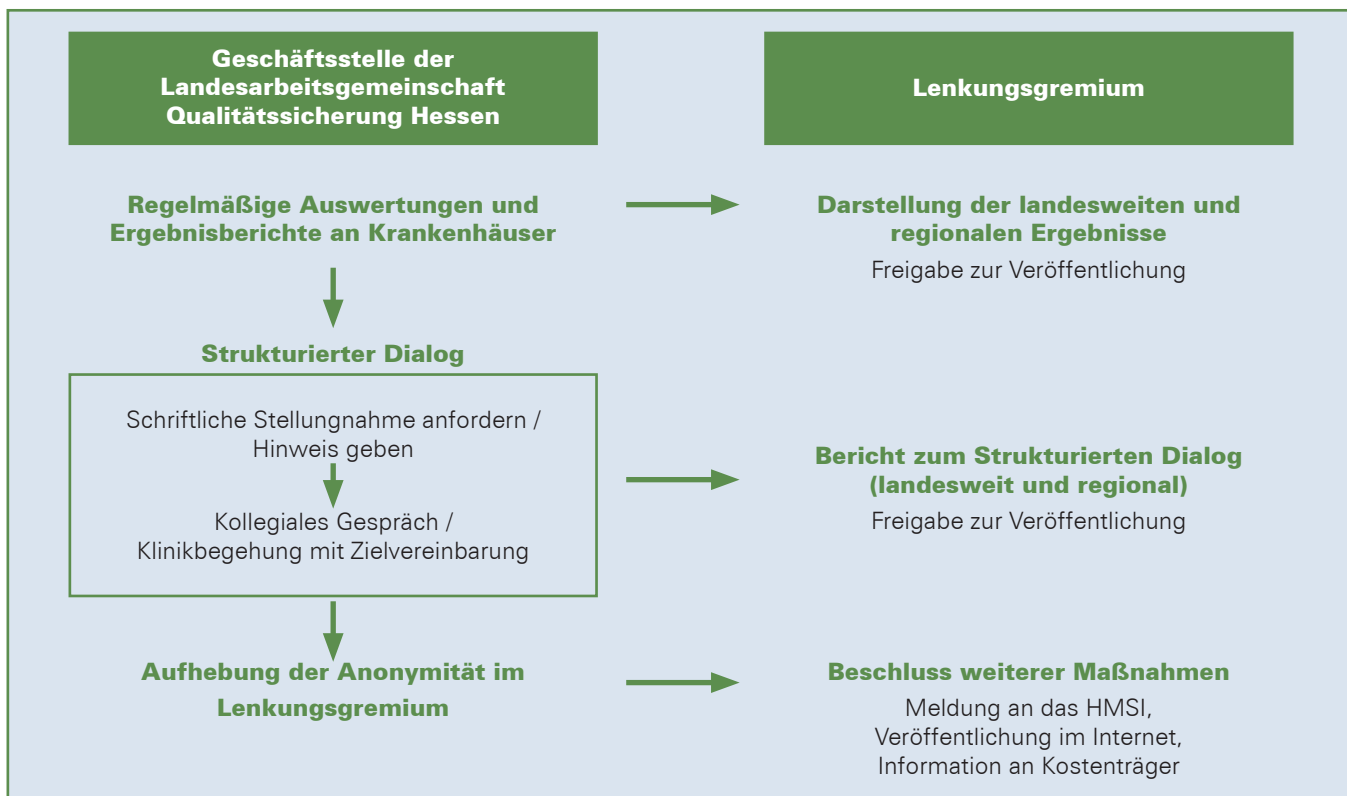 Geschäftsstelle der
Landesarbeitsgemeinschaft
Qualitätssicherung Hessen
Lenkungsgremium
Regelmäßige Auswertungen und
Ergebnisberichte an Krankenhäuser
Darstellung der landesweiten und
regionalen Ergebnisse
Freigabe zur Veröffentlichung
Strukturierter Dialog
Schriftliche Stellungnahme anfordern /
Hinweis geben
Kollegiales Gespräch /
Klinikbegehung mit Zielvereinbarung
Bericht zum Strukturierten Dialog
(landesweit und regional)
Freigabe zur Veröffentlichung
Aufhebung der Anonymität im
Lenkungsgremium
Beschluss weiterer Maßnahmen
Meldung an das HMSI,
Veröffentlichung im Internet,
Information an Kostenträger